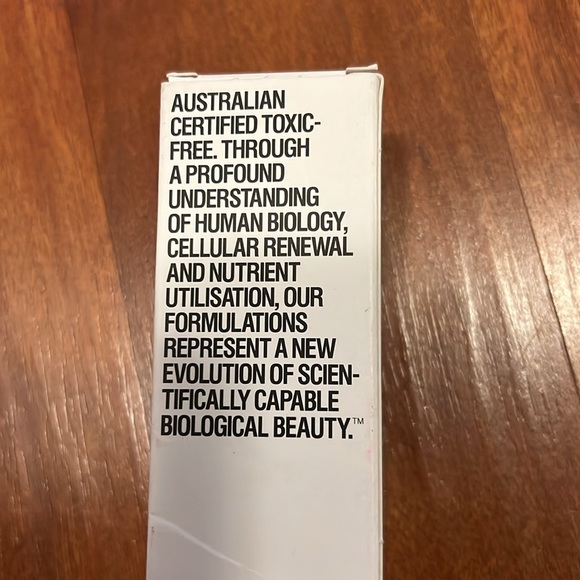 AUSTRALIAN
CERTIFIED TOXIC-
FREE. THROUGH
A PROFOUND
UNDERSTANDING
OF HUMAN BIOLOGY,
CELLULAR RENEWAL
AND NUTRIENT
UTILISATION, OUR
FORMULATIONS
REPRESENT A NEW
EVOLUTION OF SCIEN-
TIFICALLY CAPABLE
BIOLOGICAL BEAUTY.™